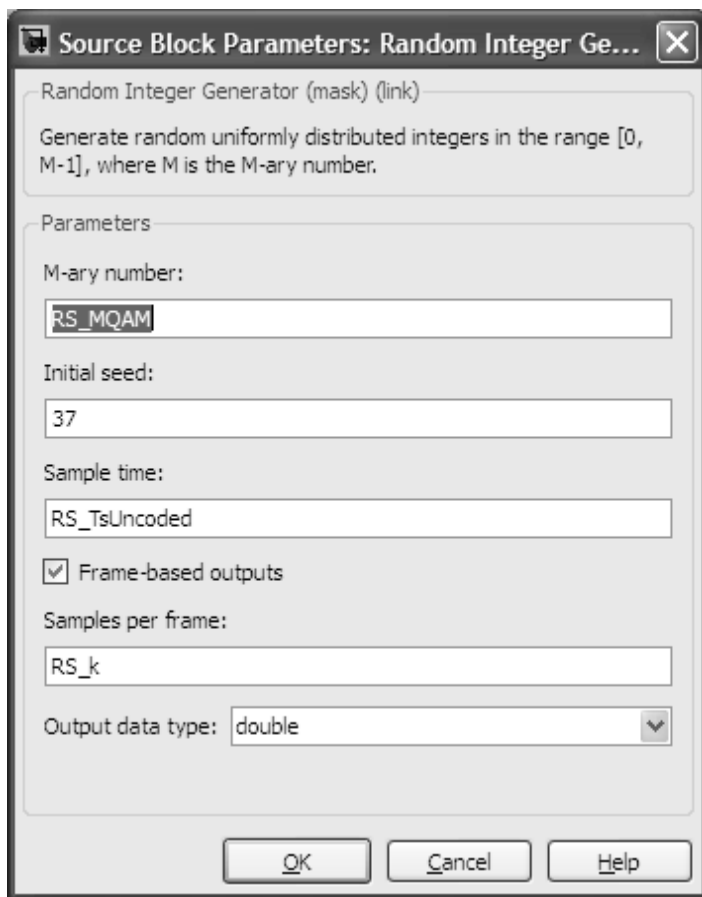 Source Block Parameters: Random Integer Ge...
Random Integer Generator (mask) (link)
Generate random uniformly distributed integers in the range [0,
M-1], where M is the M-ary number.
Parameters
M-ary number:
RS_MQAM
Initial seed:
37
Sample time:
RS_TsUncoded
Frame-based outputs
Samples per frame:
RS_k
Output data type: double
OK Cancel Help